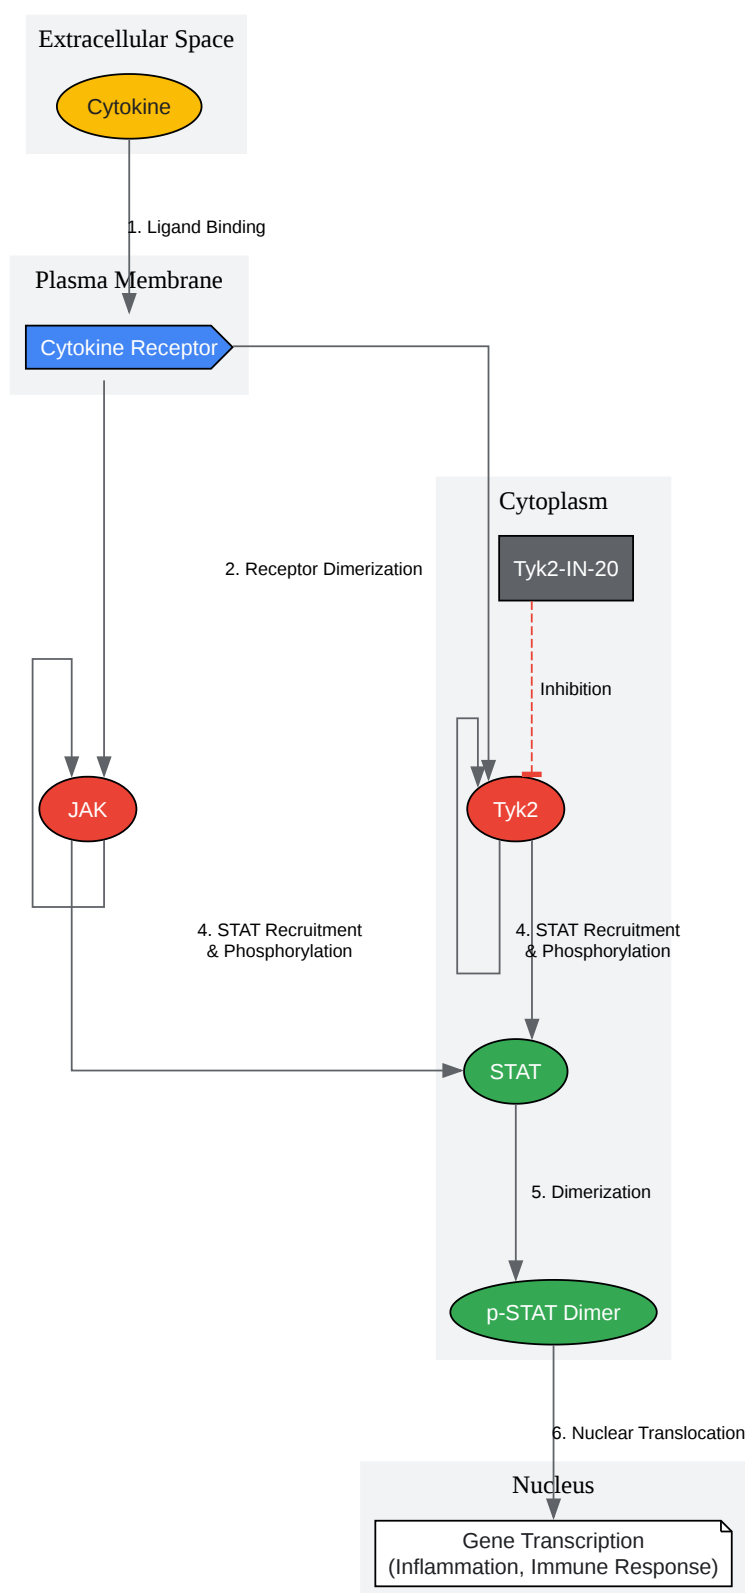 Extracellular Space
Cytokine
1. Ligand Binding
Plasma Membrane
Cytokine Receptor
Cytoplasm
Tyk2-IN-20
2. Receptor Dimerization
Inhibition
JAK
Tyk2
4. STAT Recruitment
& Phosphorylation
4. STAT Recruitment
& Phosphorylation
STAT
5. Dimerization
p-STAT Dimer
6. Nuclear Translocation
Nucleus
Gene Transcription
(Inflammation, Immune Response)